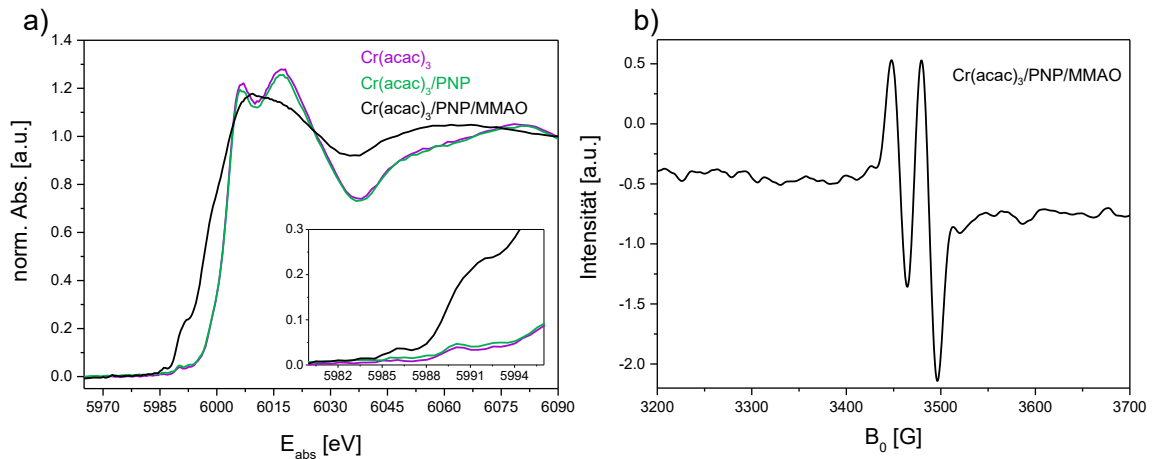 a)
norm. Abs. [a.u.]
1.4
1.2
1.0
0.8
0.6
0.4
0.2
0.0
Cr(acac)₃
Cr(acac)₃/PNP
Cr(acac)₃/PNP/MMAO
0.3
0.2
0.1
0.0
5982 5985 5988 5991 5994
5970 5985 6000 6015 6030 6045 6060 6075 6090
E_abs [eV]
b)
Intensität [a.u.]
0.5
0.0
-0.5
-1.0
-1.5
-2.0
Cr(acac)₃/PNP/MMAO
3200 3300 3400 3500 3600 3700
B₀ [G]